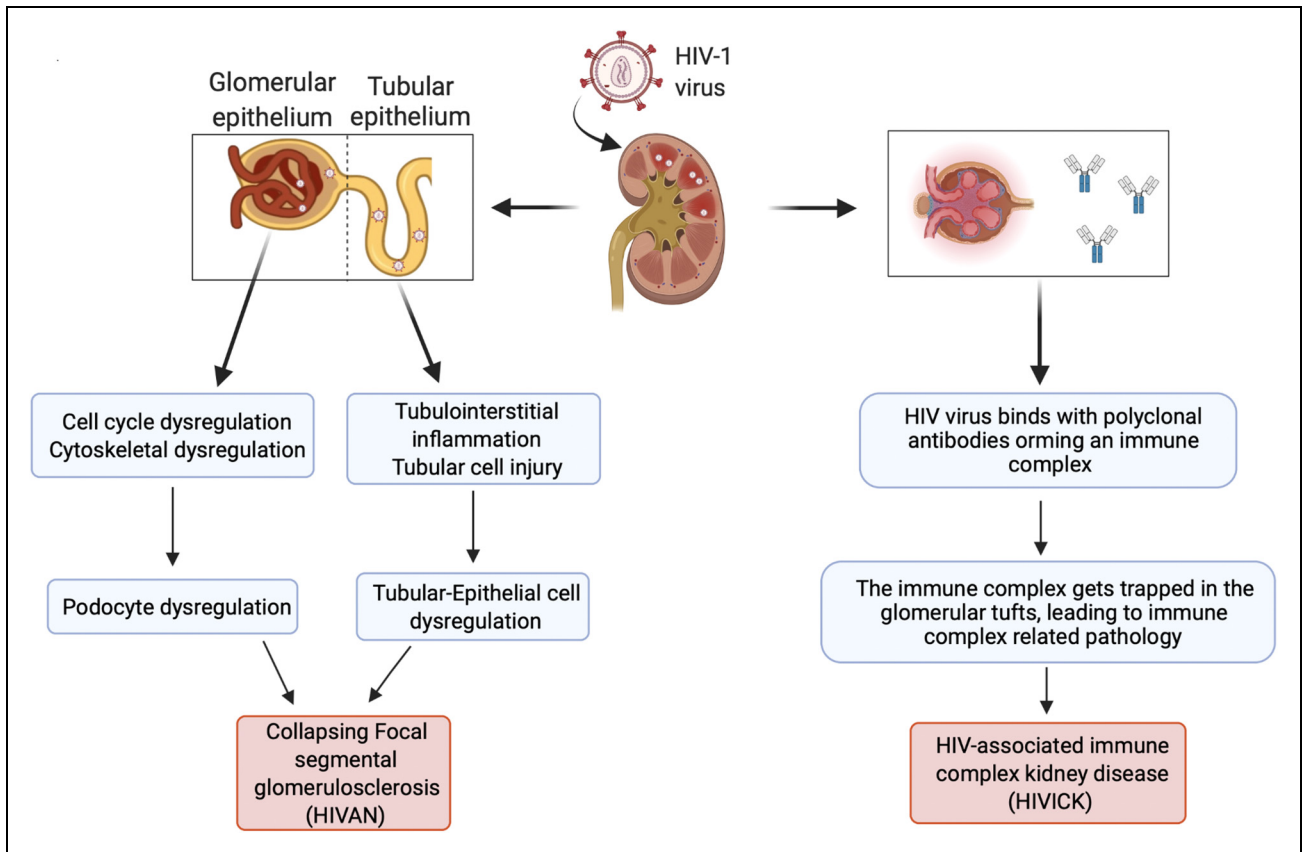 HIV-1
virus
Glomerular
epithelium
Tubular
epithelium
Cell cycle dysregulation
Cytoskeletal dysregulation
Tubulointerstitial
inflammation
Tubular cell injury
Podocyte dysregulation
Tubular-Epithelial cell
dysregulation
Collapsing Focal
segmental
glomerulosclerosis
(HIVAN)
HIV virus binds with polyclonal
antibodies orming an immune
complex
The immune complex gets trapped in the
glomerular tufts, leading to immune
complex related pathology
HIV-associated immune
complex kidney disease
(HIVICK)